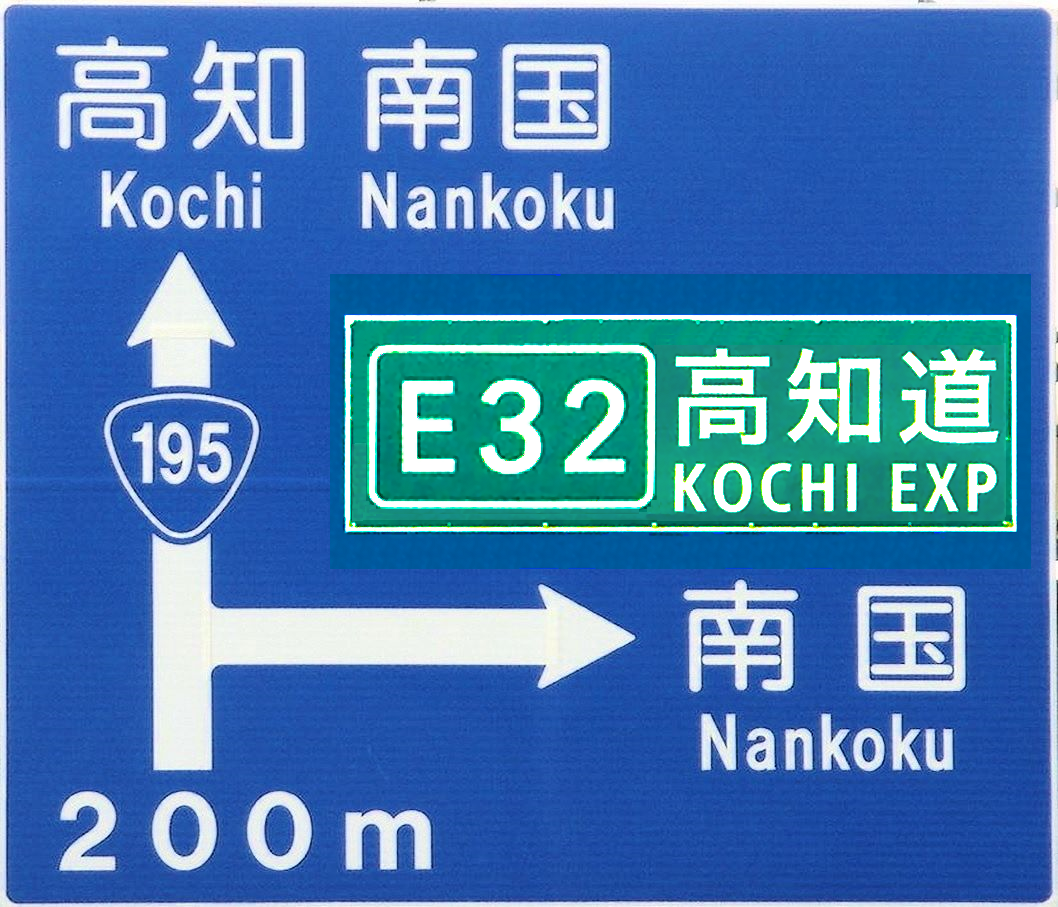 高知 南国
Kochi Nankoku
195
E32 高知道
KOCHI EXP
南国
Nankoku
200m